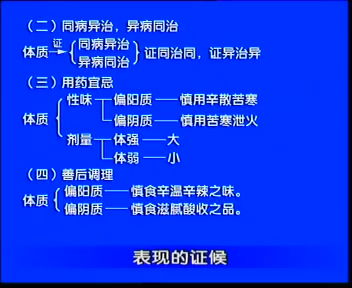 （二）同病异治，异病同治
体质 证 同病异治 异病同治 证同治同，证异治异
（三）用药宜忌
体质 性味 偏阳质 慎用辛散苦寒
偏阴质 慎用苦寒泄火
剂量 体强 大
体弱 小
（四）善后调理
体质 偏阳质 慎食辛温辛辣之味。
偏阴质 慎食滋腻酸收之品。
表现的证候